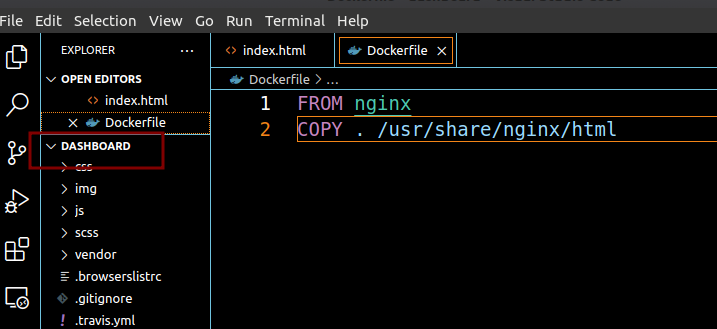 File Edit Selection View Go Run Terminal Help
EXPLORER ...
OPEN EDITORS
<> index.html
× Dockerfile
DASHBOARD
> css
> img
> js
> scss
> vendor
.browserslistrc
.gitignore
! .travis.yml
<> index.html Dockerfile ×
Dockerfile > ...
1 FROM nginx
2 COPY . /usr/share/nginx/html